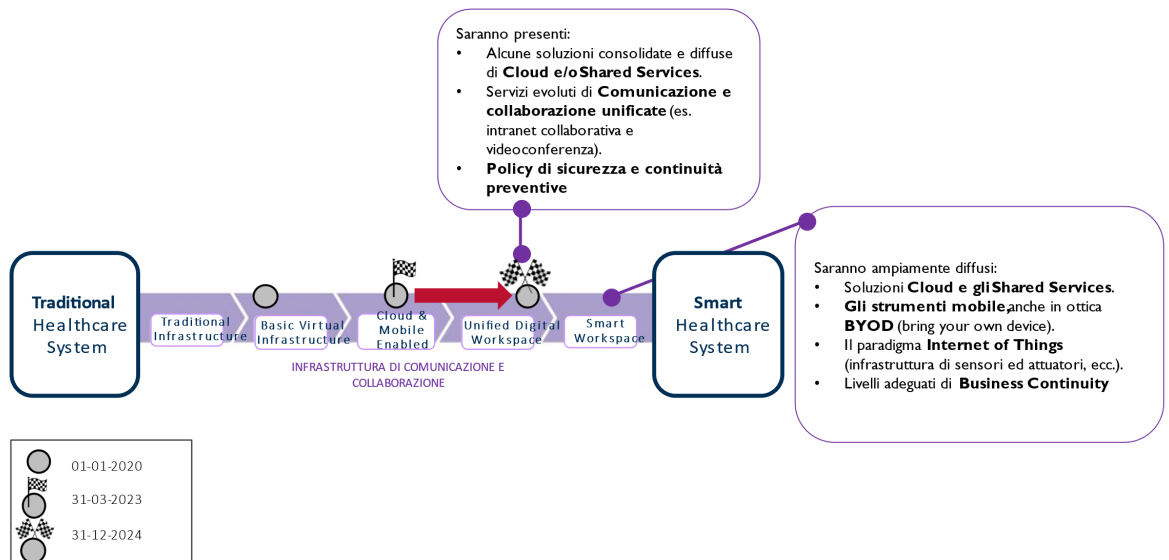 Saranno presenti:
• Alcune soluzioni consolidate e diffuse
di Cloud e/o Shared Services.
• Servizi evoluti di Comunicazione e
collaborazione unificate (es.
intranet collaborativa e
videoconferenza).
• Policy di sicurezza e continuità
preventive
Saranno ampiamente diffusi:
• Soluzioni Cloud e gli Shared Services.
• Gli strumenti mobile, anche in ottica
BYOD (bring your own device).
• Il paradigma Internet of Things
(infrastruttura di sensori ed attuatori, ecc.).
• Livelli adeguati di Business Continuity
Traditional
Healthcare
System
Traditional
Infrastructure
Basic Virtual
Infrastructure
Cloud &
Mobile
Enabled
Unified Digital
Workspace
Smart
Workspace
Smart
Healthcare
System
INFRASTRUTTURA DI COMUNICAZIONE E
COLLABORAZIONE
01-01-2020
31-03-2023
31-12-2024